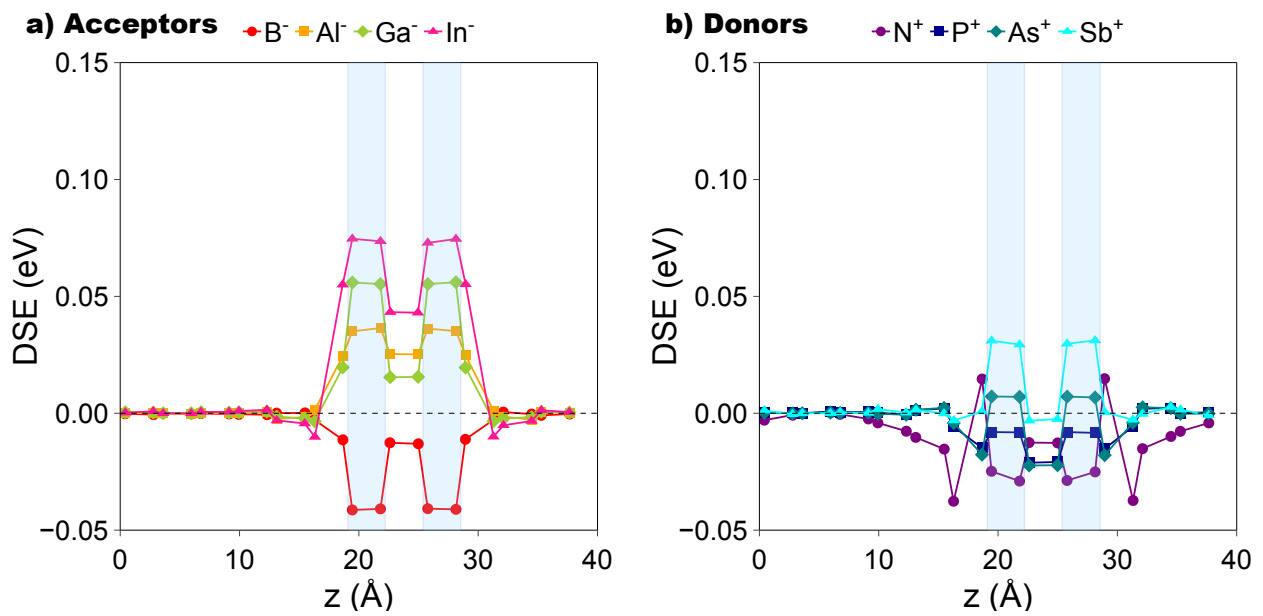 a) Acceptors
B⁻ Al⁻ Ga⁻ In⁻
0.15
0.10
0.05
0.00
−0.05
DSE (eV)
0 10 20 30 40
z (Å)
b) Donors
N⁺ P⁺ As⁺ Sb⁺
0.15
0.10
0.05
0.00
−0.05
DSE (eV)
0 10 20 30 40
z (Å)